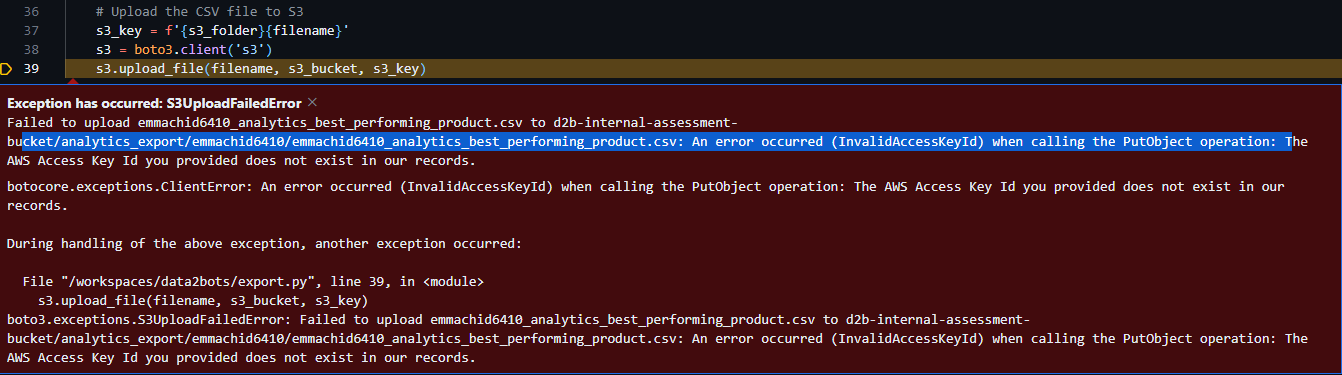 36 # Upload the CSV file to S3
37 s3_key = f'{s3_folder}{filename}'
38 s3 = boto3.client('s3')
39 s3.upload_file(filename, s3_bucket, s3_key)
Exception has occurred: S3UploadFailedError ×
Failed to upload emmachid6410_analytics_best_performing_product.csv to d2b-internal-assessment-
bucket/analytics_export/emmachid6410/emmachid6410_analytics_best_performing_product.csv: An error occurred (InvalidAccessKeyId) when calling the PutObject operation: The
AWS Access Key Id you provided does not exist in our records.
botocore.exceptions.ClientError: An error occurred (InvalidAccessKeyId) when calling the PutObject operation: The AWS Access Key Id you provided does not exist in our
records.
During handling of the above exception, another exception occurred:
File "/workspaces/data2bots/export.py", line 39, in <module>
s3.upload_file(filename, s3_bucket, s3_key)
boto3.exceptions.S3UploadFailedError: Failed to upload emmachid6410_analytics_best_performing_product.csv to d2b-internal-assessment-
bucket/analytics_export/emmachid6410/emmachid6410_analytics_best_performing_product.csv: An error occurred (InvalidAccessKeyId) when calling the PutObject operation: The
AWS Access Key Id you provided does not exist in our records.